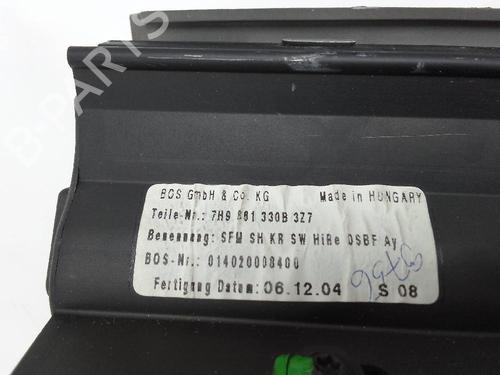 B-PARTS
BOS GmbH & Co. KG Made in HUNGARY
Teile-Nr.: 7H9 861 330B 3Z7
Benennung: SFM SH KR SW HiRe OSBF Ay
BOS-Nr.: 014020008400
Fertigung Datum: 06.12.04 S 08